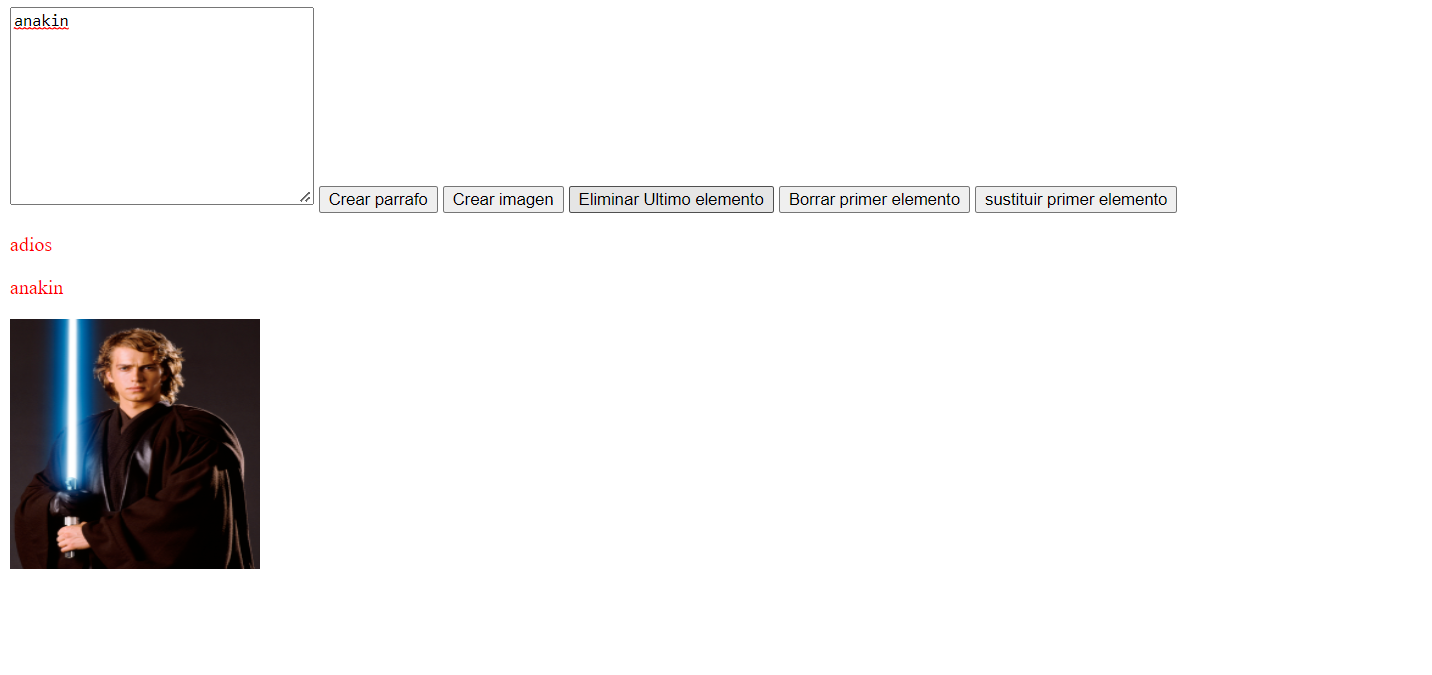 anakin
Crear parrafo Crear imagen Eliminar Ultimo elemento Borrar primer elemento sustituir primer elemento
adios
anakin